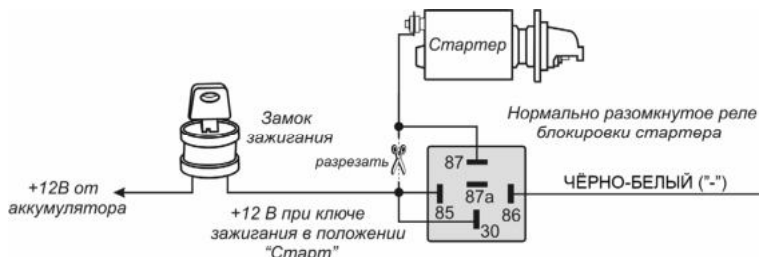 Стартер
Замок
зажигания
Нормально разомкнутое реле
блокировки стартера
разрезать
87
87а
85
86
30
ЧЁРНО-БЕЛЫЙ ("-")
+12В от
аккумулятора
+12 В при ключе
зажигания в положении
"Старт"